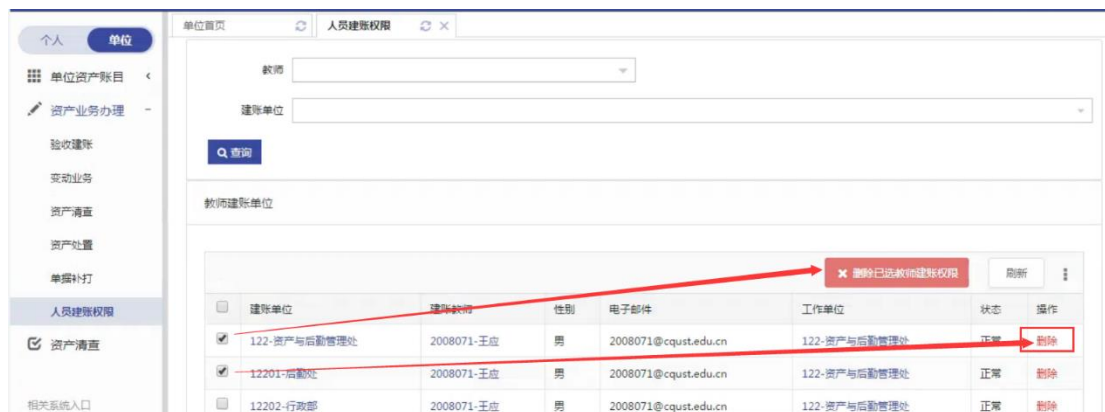 单位首页
人员建账权限
个人
单位
单位资产账目
资产业务办理
验收建账
变动业务
资产清查
资产处置
单据补打
人员建账权限
资产清查
相关系统入口
教师
建账单位
查询
教师建账单位
删除已选教师建账权限
刷新
建账单位 建账教师 性别 电子邮件 工作单位 状态 操作
122-资产与后勤管理处 2008071-王应 男 2008071@cqust.edu.cn 122-资产与后勤管理处 正常 删除
12201-后勤处 2008071-王应 男 2008071@cqust.edu.cn 122-资产与后勤管理处 正常 删除
12202-行政部 2008071-王应 男 2008071@cqust.edu.cn 122-资产与后勤管理处 正常 删除